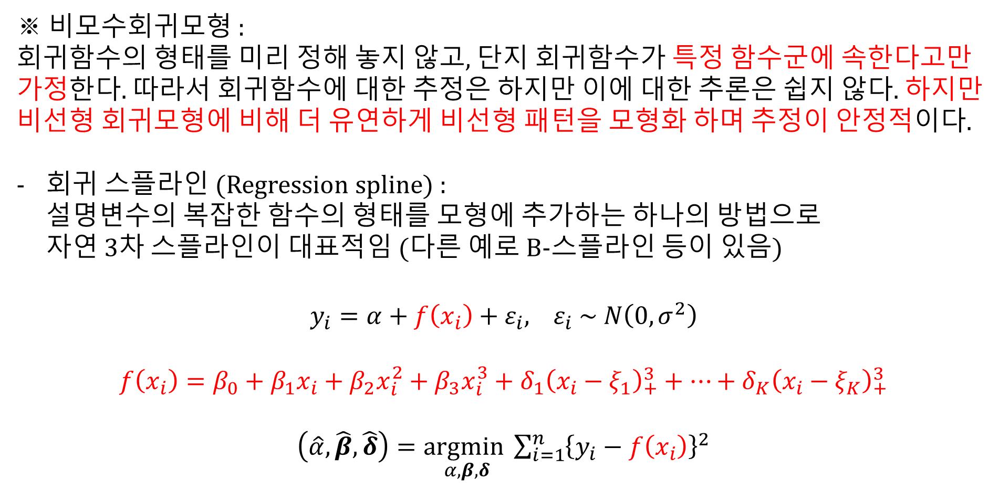 ※ 비모수회귀모형 :
회귀함수의 형태를 미리 정해 놓지 않고, 단지 회귀함수가 특정 함수군에 속한다고만
가정한다. 따라서 회귀함수에 대한 추정은 하지만 이에 대한 추론은 쉽지 않다. 하지만
비선형 회귀모형에 비해 더 유연하게 비선형 패턴을 모형화 하며 추정이 안정적이다.
- 회귀 스플라인 (Regression spline) :
설명변수의 복잡한 함수의 형태를 모형에 추가하는 하나의 방법으로
자연 3차 스플라인이 대표적임 (다른 예로 B-스플라인 등이 있음)
$y_i = \alpha + f(x_i) + \varepsilon_i, \quad \varepsilon_i \sim N(0, \sigma^2)$
$f(x_i) = \beta_0 + \beta_1 x_i + \beta_2 x_i^2 + \beta_3 x_i^3 + \delta_1 (x_i - \xi_1)_+^3 + \cdots + \delta_K (x_i - \xi_K)_+^3$
$(\hat{\alpha}, \widehat{\boldsymbol{\beta}}, \widehat{\boldsymbol{\delta}}) = \underset{\alpha, \boldsymbol{\beta}, \boldsymbol{\delta}}{\text{argmin}} \sum_{i=1}^{n} \{y_i - f(x_i)\}^2$